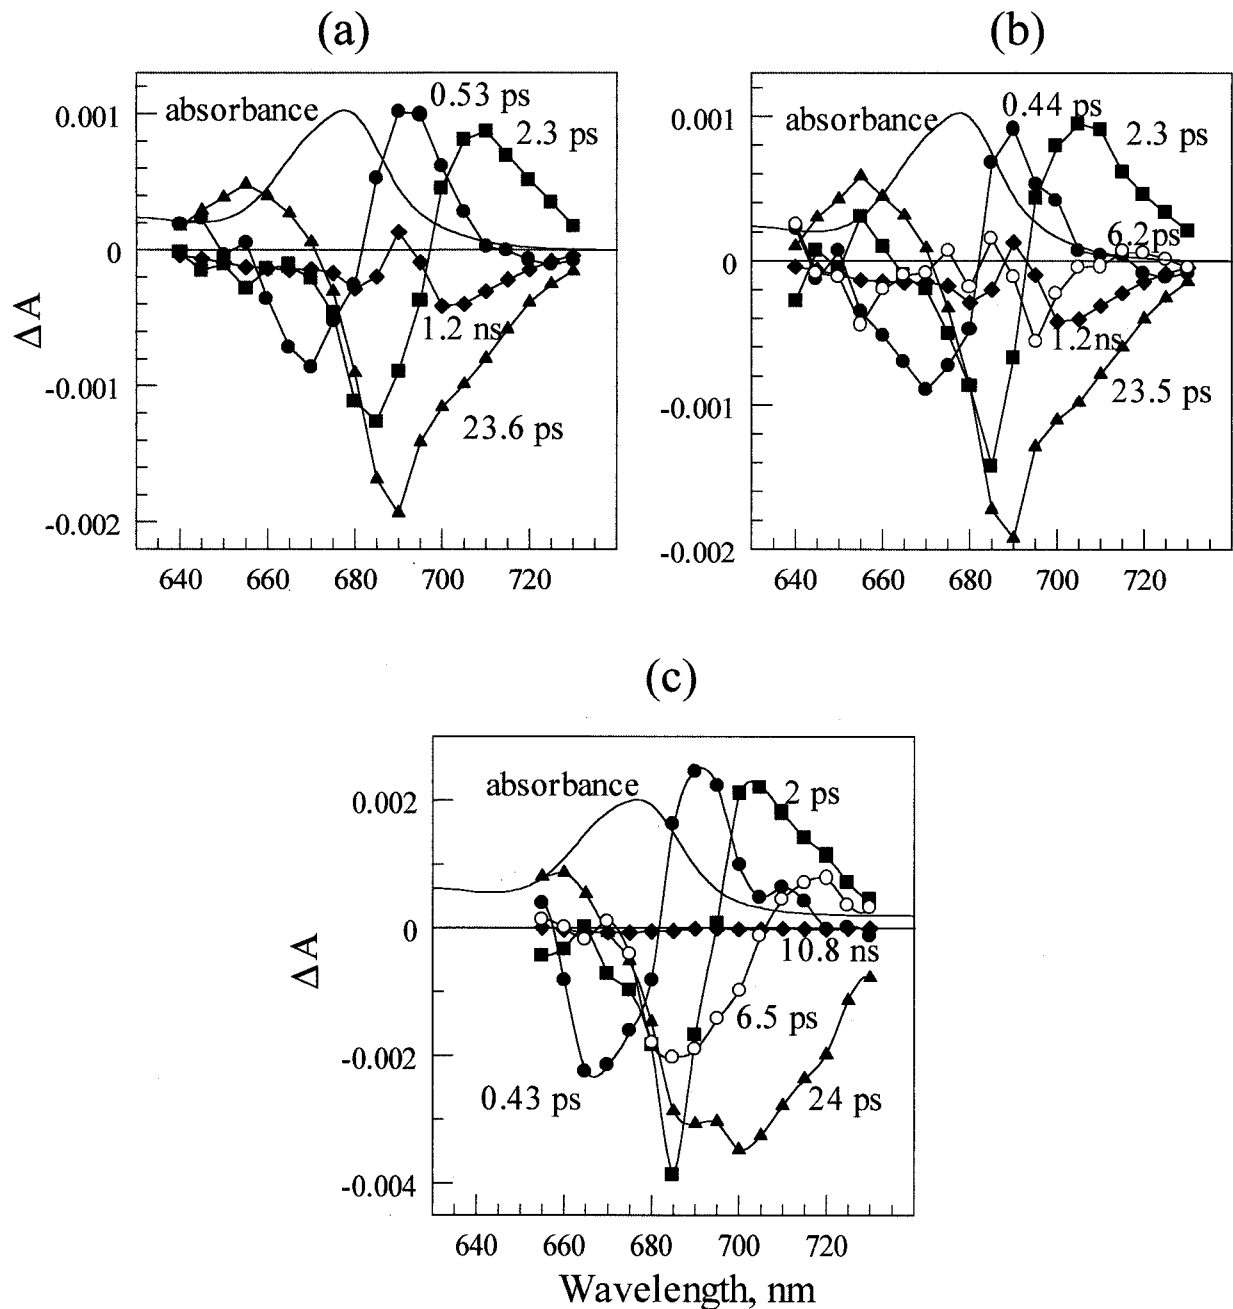 (a)
(b)
absorbance
0.53 ps
2.3 ps
1.2 ns
23.6 ps
0.001
0
-0.001
-0.002
ΔA
640 660 680 700 720
absorbance
0.44 ps
2.3 ps
6.2ps
1.2ns
23.5 ps
0.001
0
-0.001
-0.002
640 660 680 700 720
(c)
absorbance
2 ps
10.8 ns
6.5 ps
0.43 ps
24 ps
0.002
0
-0.002
-0.004
ΔA
640 660 680 700 720
Wavelength, nm